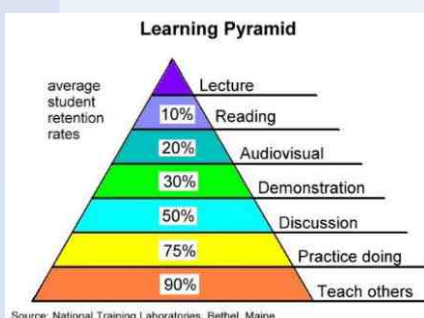 Learning Pyramid
average
student
retention
rates
Lecture
10% Reading
20% Audiovisual
30% Demonstration
50% Discussion
75% Practice doing
90% Teach others
Source: National Training Laboratories, Bethel, Maine